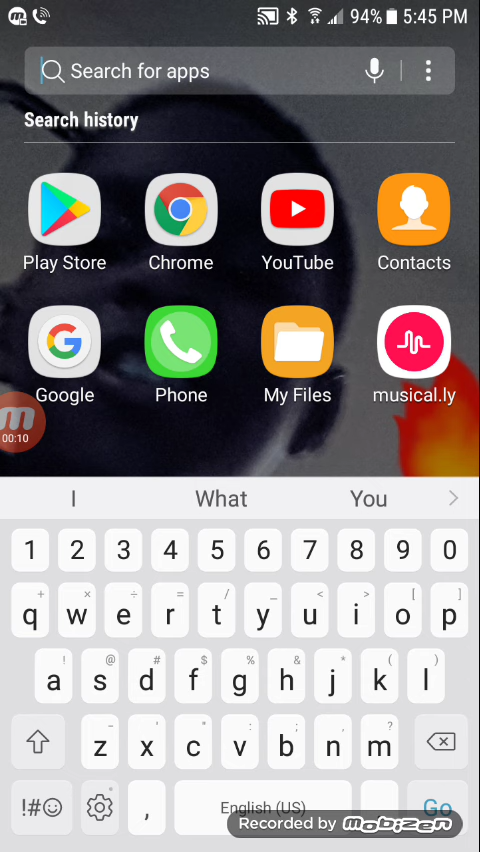 94% 5:45 PM
Search for apps
Search history
Play Store Chrome YouTube Contacts
Google Phone My Files musical.ly
00:10
I What You
1 2 3 4 5 6 7 8 9 0
+ × ÷ = / _ < > [ ]
q w e r t y u i o p
! @ # $ % & * ( )
a s d f g h j k l
- ' " : ; , ?
z x c v b n m
!#☺ , English (US) Go
Recorded by mobizen